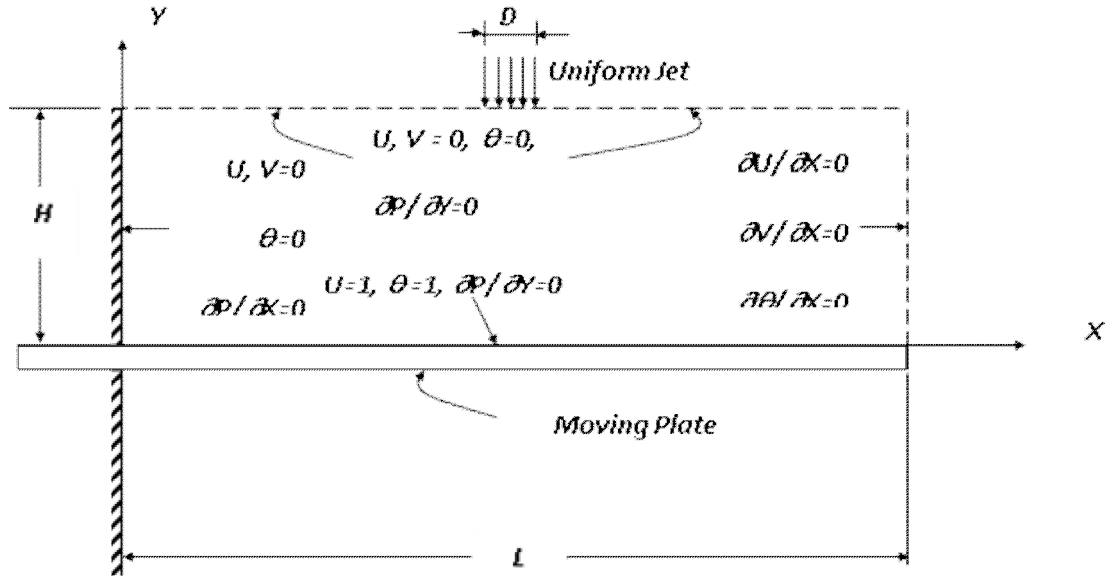 Y
D
Uniform Jet
U, V = 0, θ=0,
U, V=0
∂U/∂X=0
H
∂P/∂Y=0
θ=0
∂V/∂X=0
U=1, θ=1, ∂P/∂Y=0
∂P/∂X=0
∂θ/∂X=0
X
Moving Plate
L